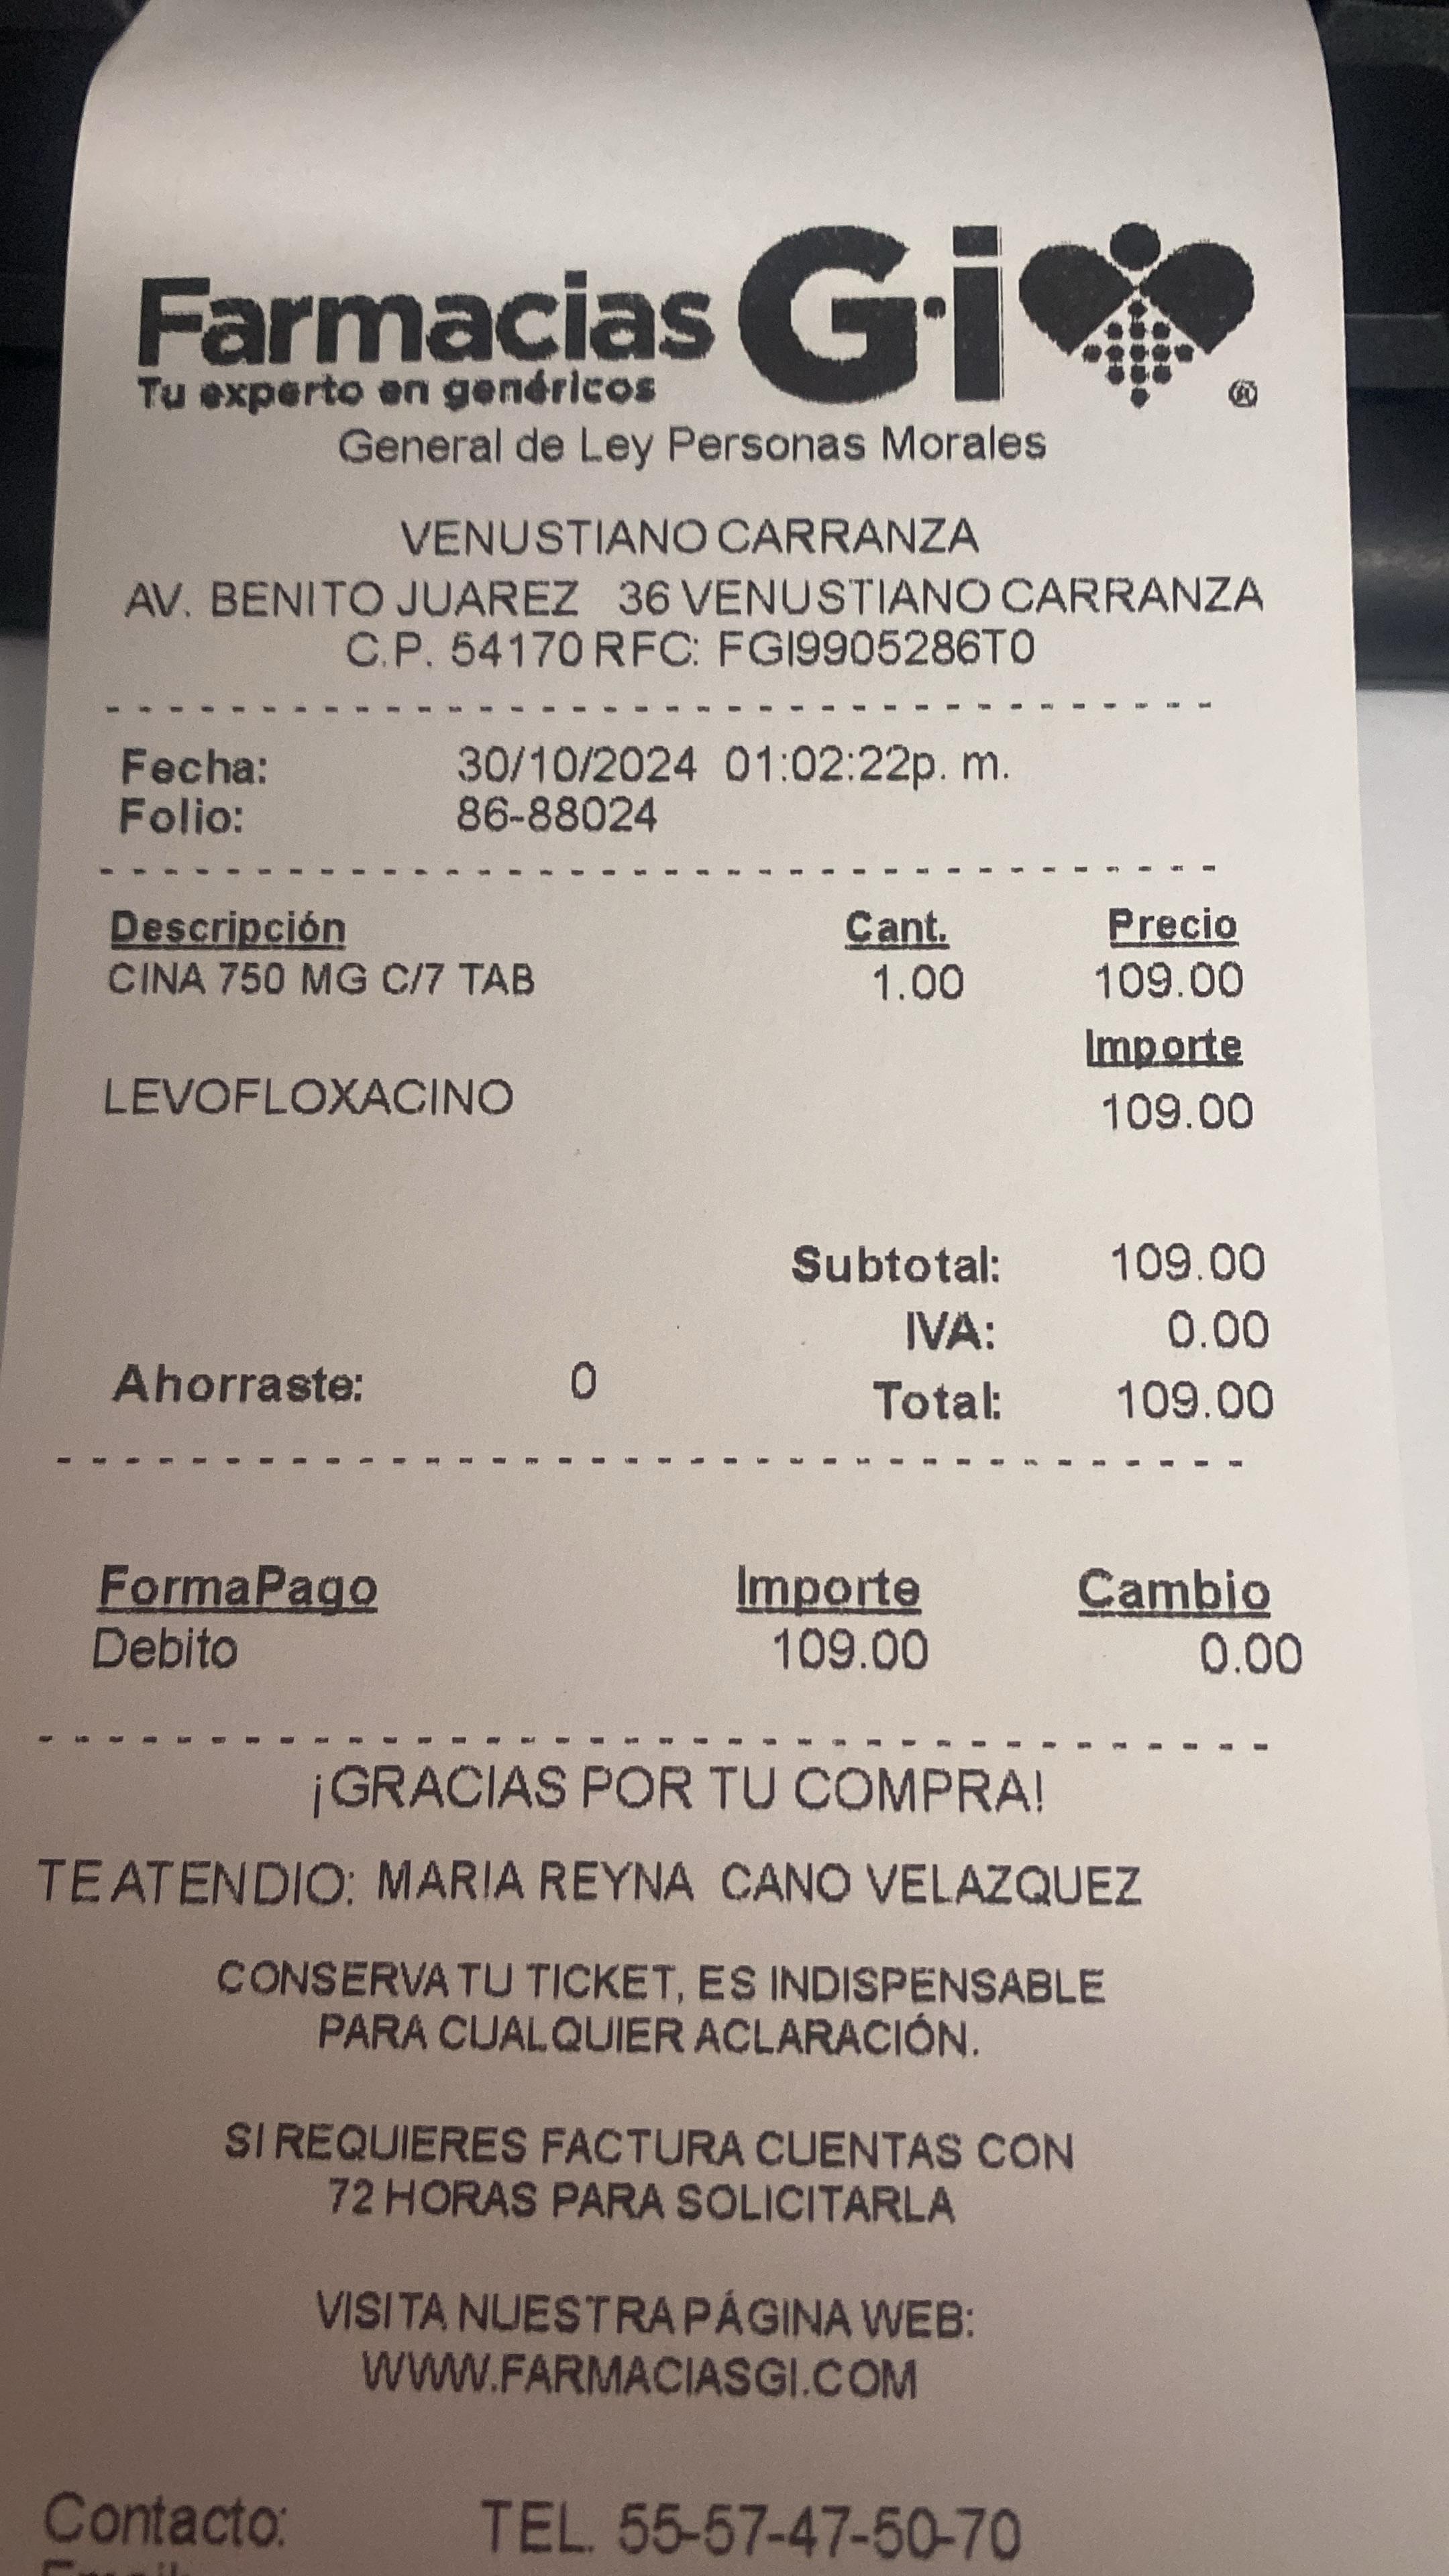 Farmacias G·i
Tu experto en genéricos ®
General de Ley Personas Morales
VENUSTIANO CARRANZA
AV. BENITO JUAREZ 36 VENUSTIANO CARRANZA
C.P. 54170 RFC: FGI9905286T0
Fecha: 30/10/2024 01:02:22p. m.
Folio: 86-88024
Descripción Cant. Precio
CINA 750 MG C/7 TAB 1.00 109.00
Importe
LEVOFLOXACINO 109.00
Subtotal: 109.00
IVA: 0.00
Ahorraste: 0 Total: 109.00
FormaPago Importe Cambio
Debito 109.00 0.00
¡GRACIAS POR TU COMPRA!
TE ATENDIO: MARIA REYNA CANO VELAZQUEZ
CONSERVA TU TICKET, ES INDISPENSABLE
PARA CUALQUIER ACLARACIÓN.
SI REQUIERES FACTURA CUENTAS CON
72 HORAS PARA SOLICITARLA
VISITA NUESTRA PÁGINA WEB:
WWW.FARMACIASGI.COM
Contacto: TEL. 55-57-47-50-70